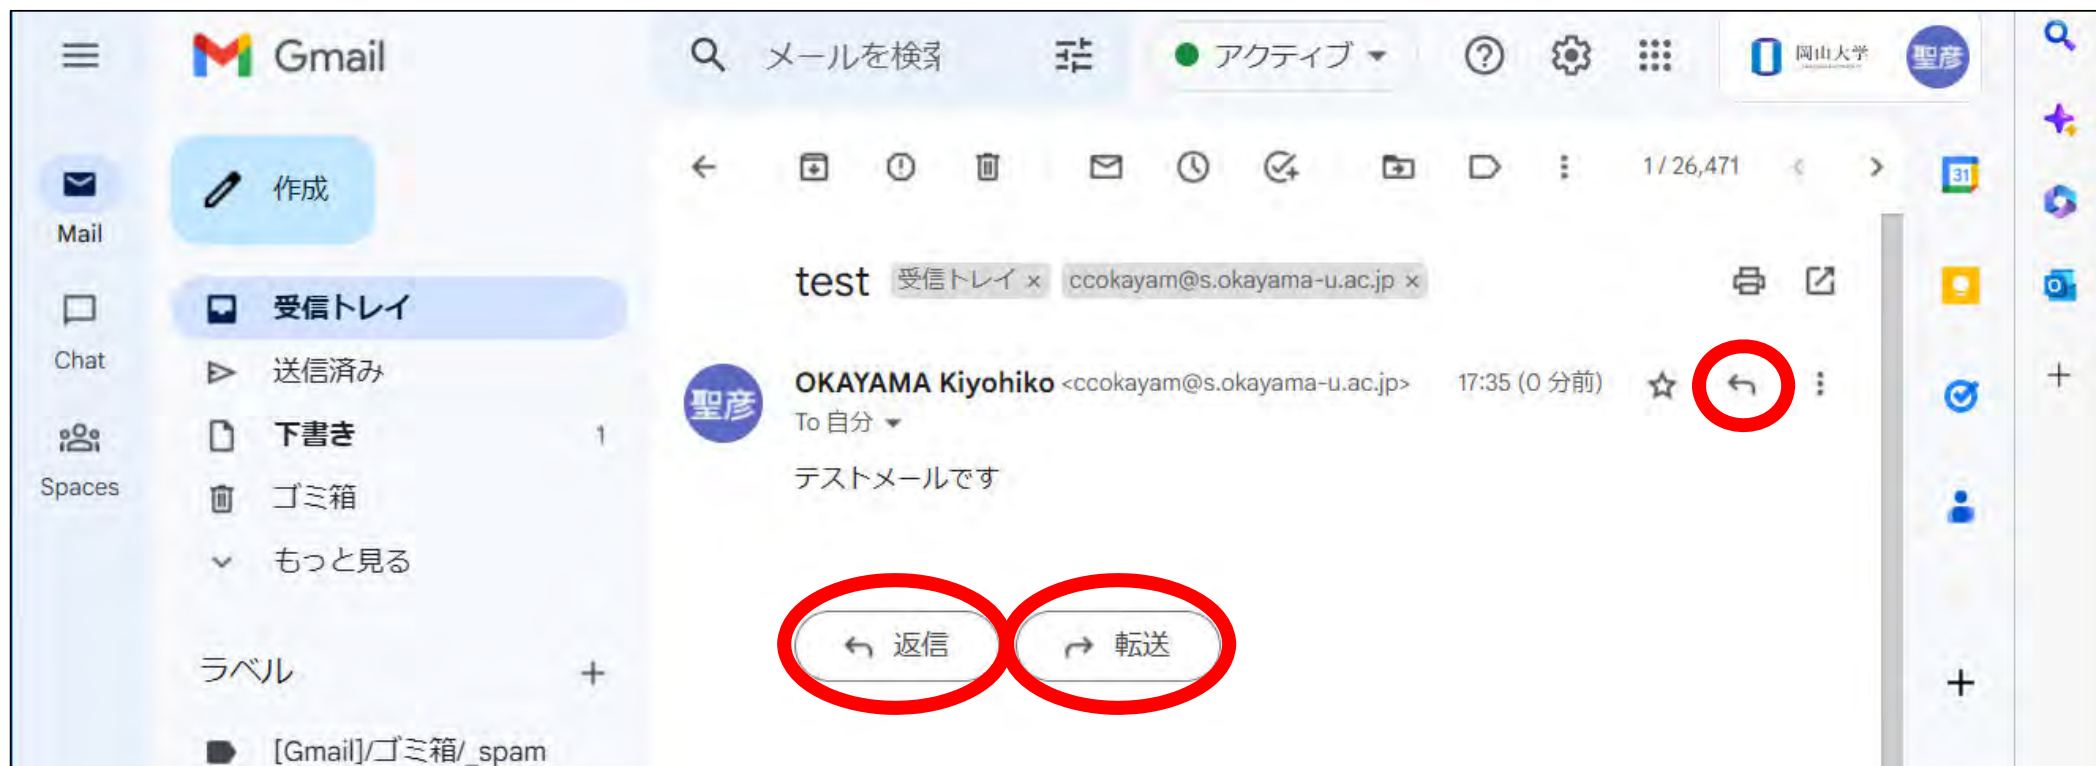 Gmail
メールを検索
アクティブ
岡山大学
聖彦
Mail
作成
1 / 26,471
31
test 受信トレイ × ccokayam@s.okayama-u.ac.jp ×
受信トレイ
Chat
送信済み
聖彦
OKAYAMA Kiyohiko <ccokayam@s.okayama-u.ac.jp> 17:35 (0 分前)
To 自分
下書き 1
テストメールです
Spaces
ゴミ箱
もっと見る
返信
転送
ラベル +
[Gmail]/ゴミ箱/_spam